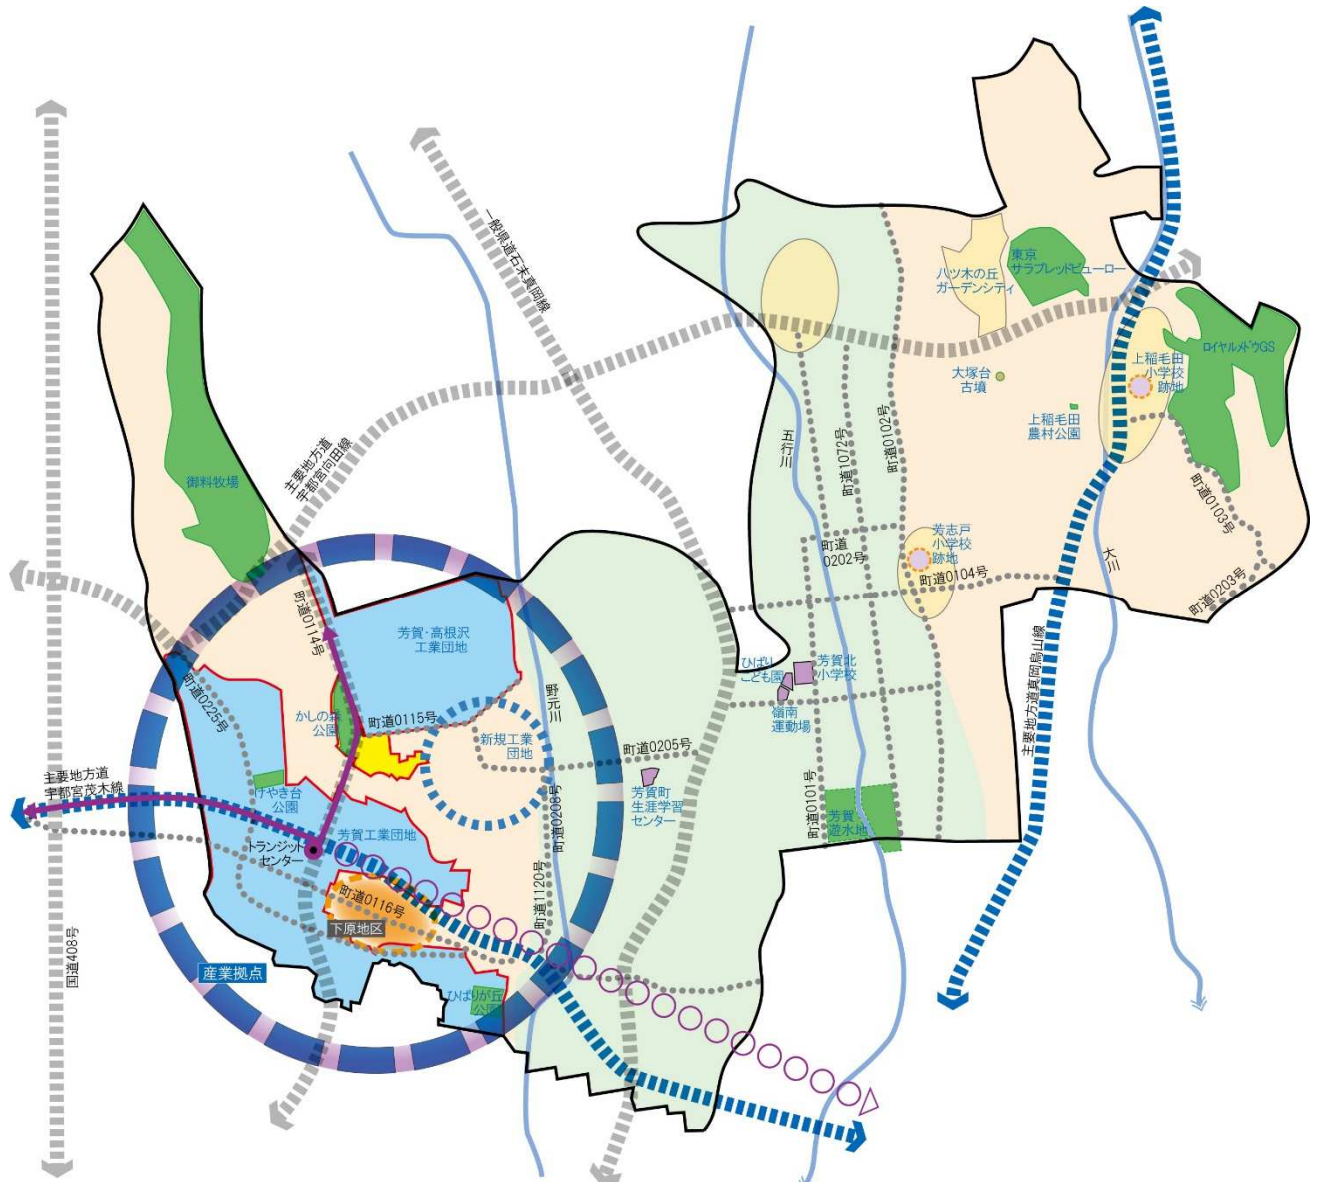 一般県道石末真岡線
東京
サラブレッドビューロー
八ツ木の丘
ガーデンシティ
ロイヤルメドウGS
上稲毛田
小学校
跡地
大塚台
古墳
上稲毛田
農村公園
町道0102号
町道1072号
五行川
主要地方道
宇都宮向田線
御料牧場
町道0103号
芳志戸
小学校
跡地
町道
0202号
町道0104号
大川
町道0203号
町道0114号
芳賀・高根沢
工業団地
ひばり
こども園
芳賀北
小学校
嶺南
運動場
主要地方道真岡烏山線
町道0225号
かしの森
公園
町道0115号
野元川
新規工業
団地
町道0205号
芳賀町
生涯学習
センター
主要地方道
宇都宮茂木線
けやき台
公園
町道0208号
町道0101号
芳賀
遊水地
芳賀工業団地
トランジット
センター
町道0116号
町道1120号
下原地区
国道408号
産業拠点
ひばりが丘
公園